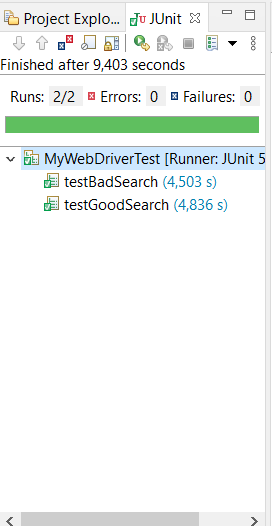 Project Explo... JUnit
Finished after 9,403 seconds
Runs: 2/2 Errors: 0 Failures: 0
MyWebDriverTest [Runner: JUnit 5
testBadSearch (4,503 s)
testGoodSearch (4,836 s)